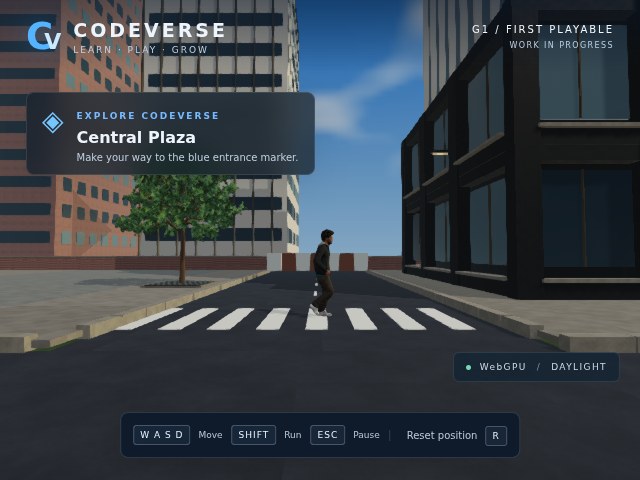 Cv CODEVERSE
LEARN · PLAY · GROW
G1 / FIRST PLAYABLE
WORK IN PROGRESS
EXPLORE CODEVERSE
Central Plaza
Make your way to the blue entrance marker.
WebGPU / DAYLIGHT
W A S D Move SHIFT Run ESC Pause Reset position R